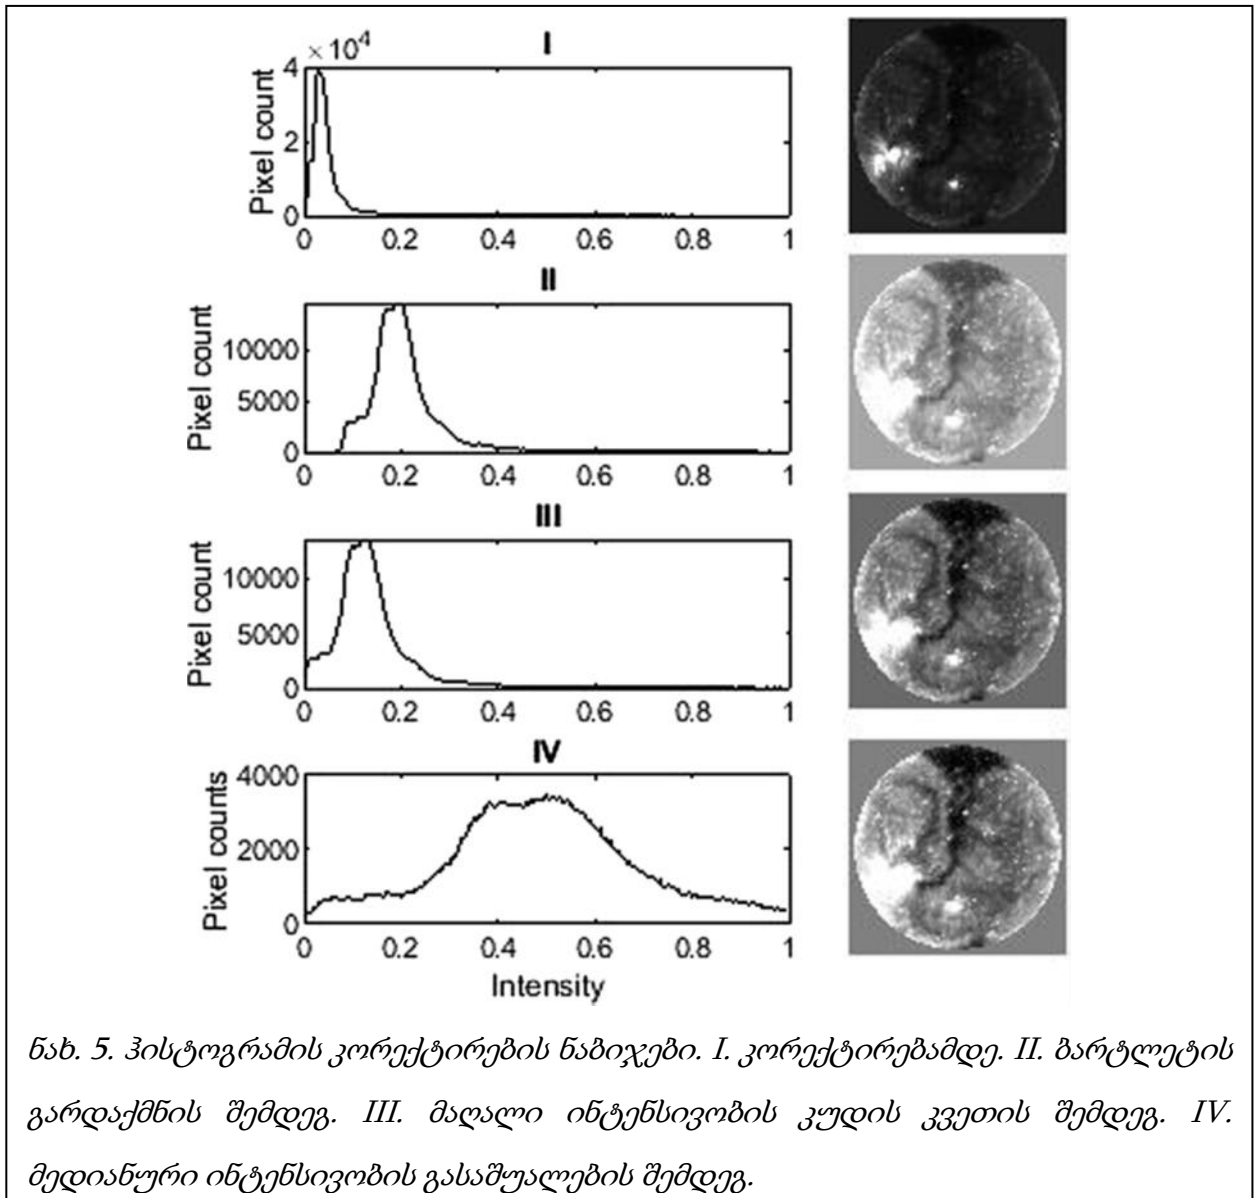 I
×10⁴
4
2
0
Pixel count
0 0.2 0.4 0.6 0.8 1
II
10000
5000
0
Pixel count
0 0.2 0.4 0.6 0.8 1
III
10000
5000
0
Pixel count
0 0.2 0.4 0.6 0.8 1
IV
4000
2000
0
Pixel counts
0 0.2 0.4 0.6 0.8 1
Intensity
ნახ. 5. ჰისტოგრამის კორექტირების ნაბიჯები. I. კორექტირებამდე. II. ბარტლეტის
გარდაქმნის შემდეგ. III. მაღალი ინტენსივობის კუდის კვეთის შემდეგ. IV.
მედიანური ინტენსივობის გასაშუალების შემდეგ.